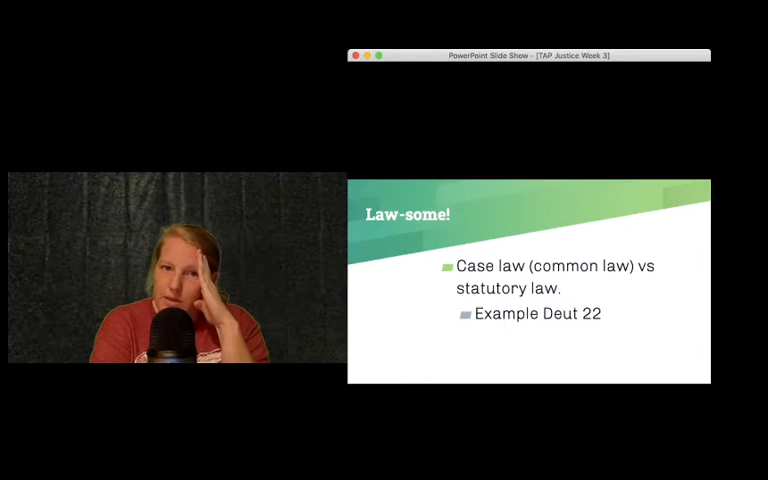 PowerPoint Slide Show - [TAP Justice Week 3]
Law-some!
Case law (common law) vs
statutory law.
Example Deut 22